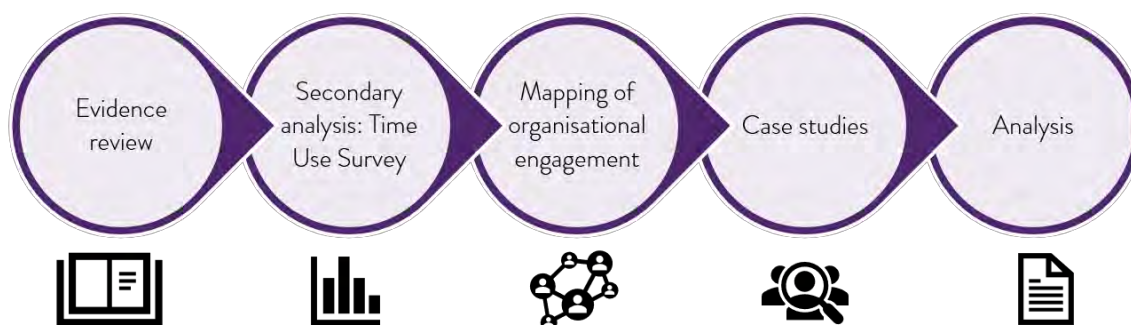 Evidence
review
Secondary
analysis: Time
Use Survey
Mapping of
organisational
engagement
Case studies
Analysis